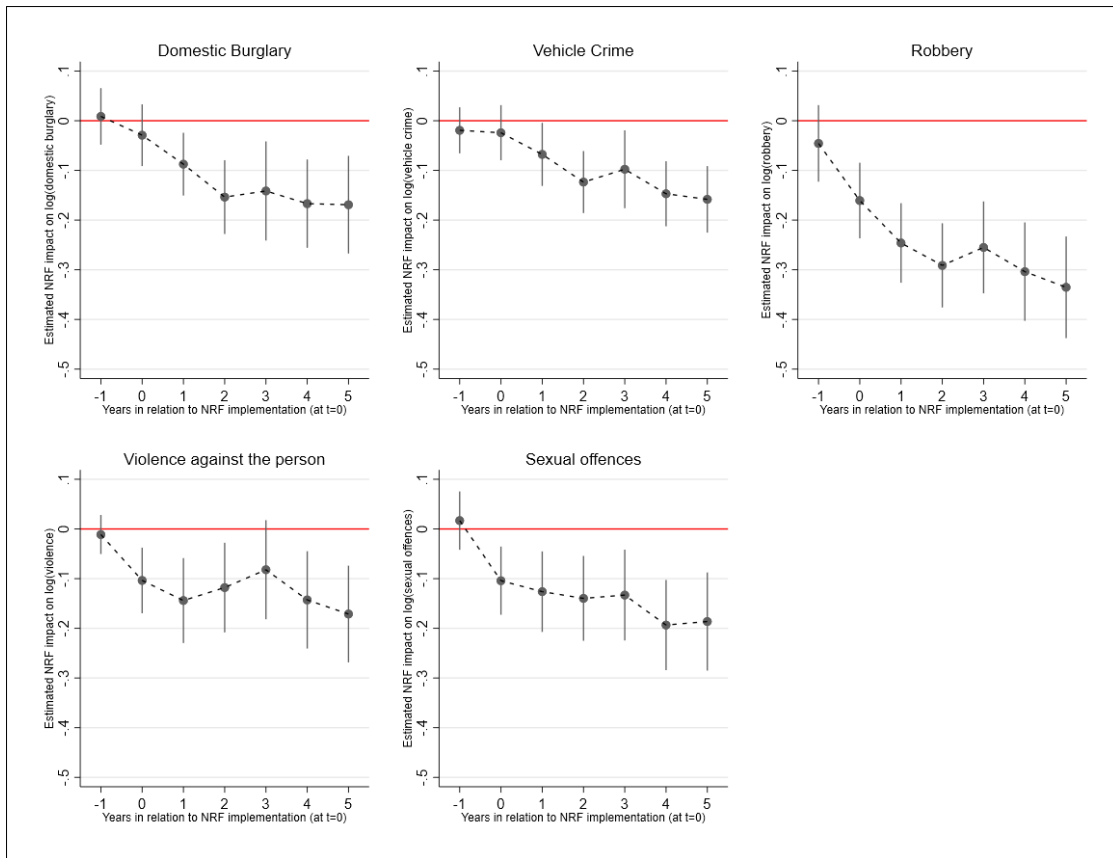 Domestic Burglary
Estimated NRF impact on log(domestic burglary)
.1
0
-.1
-.2
-.3
-.4
-.5
-1 0 1 2 3 4 5
Years in relation to NRF implementation (at t=0)
Vehicle Crime
Estimated NRF impact on log(vehicle crime)
.1
0
-.1
-.2
-.3
-.4
-.5
-1 0 1 2 3 4 5
Years in relation to NRF implementation (at t=0)
Robbery
Estimated NRF impact on log(robbery)
.1
0
-.1
-.2
-.3
-.4
-.5
-1 0 1 2 3 4 5
Years in relation to NRF implementation (at t=0)
Violence against the person
Estimated NRF impact on log(violence)
.1
0
-.1
-.2
-.3
-.4
-.5
-1 0 1 2 3 4 5
Years in relation to NRF implementation (at t=0)
Sexual offences
Estimated NRF impact on log(sexual offences)
.1
0
-.1
-.2
-.3
-.4
-.5
-1 0 1 2 3 4 5
Years in relation to NRF implementation (at t=0)